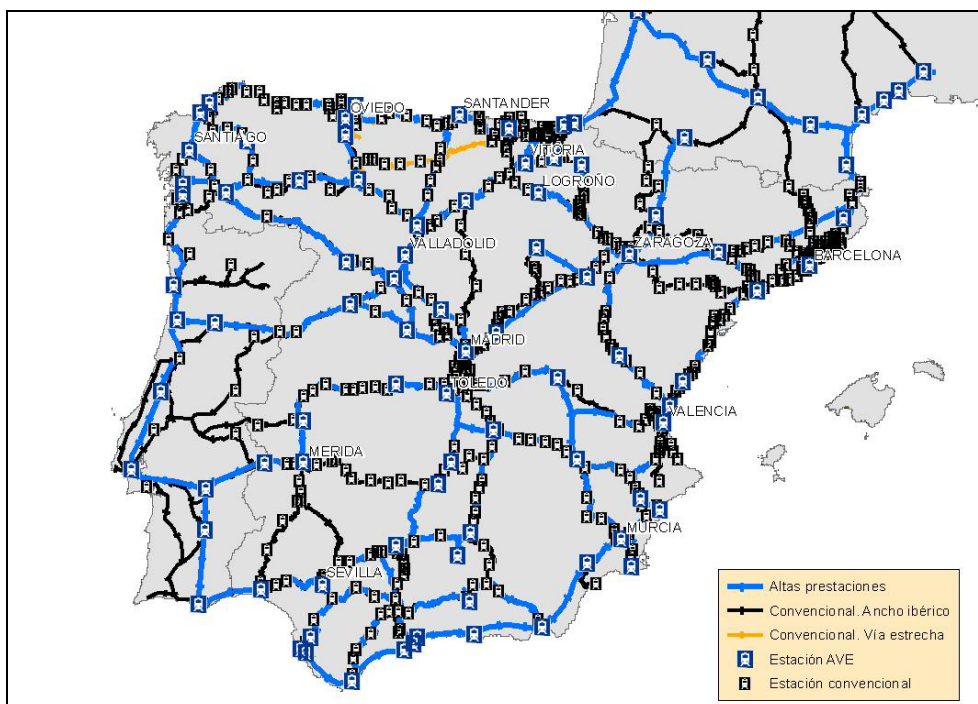 OVIEDO
SANTANDER
SANTIAGO
VITORIA
LOGROÑO
VALLADOLID
ZARAGOZA
BARCELONA
MADRID
TOLEDO
VALENCIA
MERIDA
MURCIA
SEVILLA
Altas prestaciones
Convencional. Ancho ibérico
Convencional. Vía estrecha
Estación AVE
Estación convencional